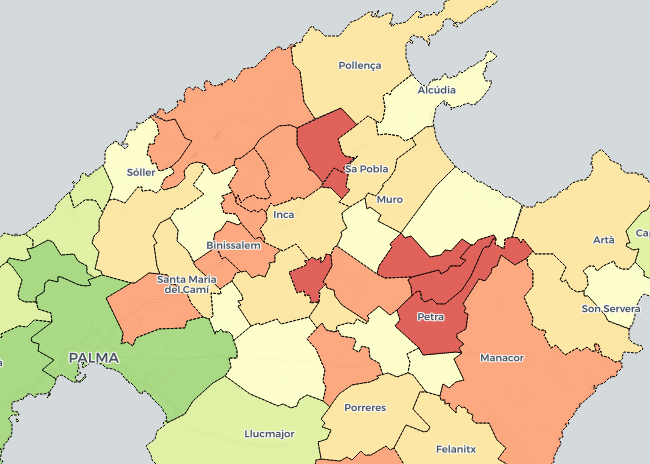 Pollença
Alcúdia
Sóller
Sa Pobla
Muro
Inca
Binissalem
Artà
Santa Maria
del Camí
Son Servera
Petra
PALMA
Manacor
Porreres
Llucmajor
Felanitx